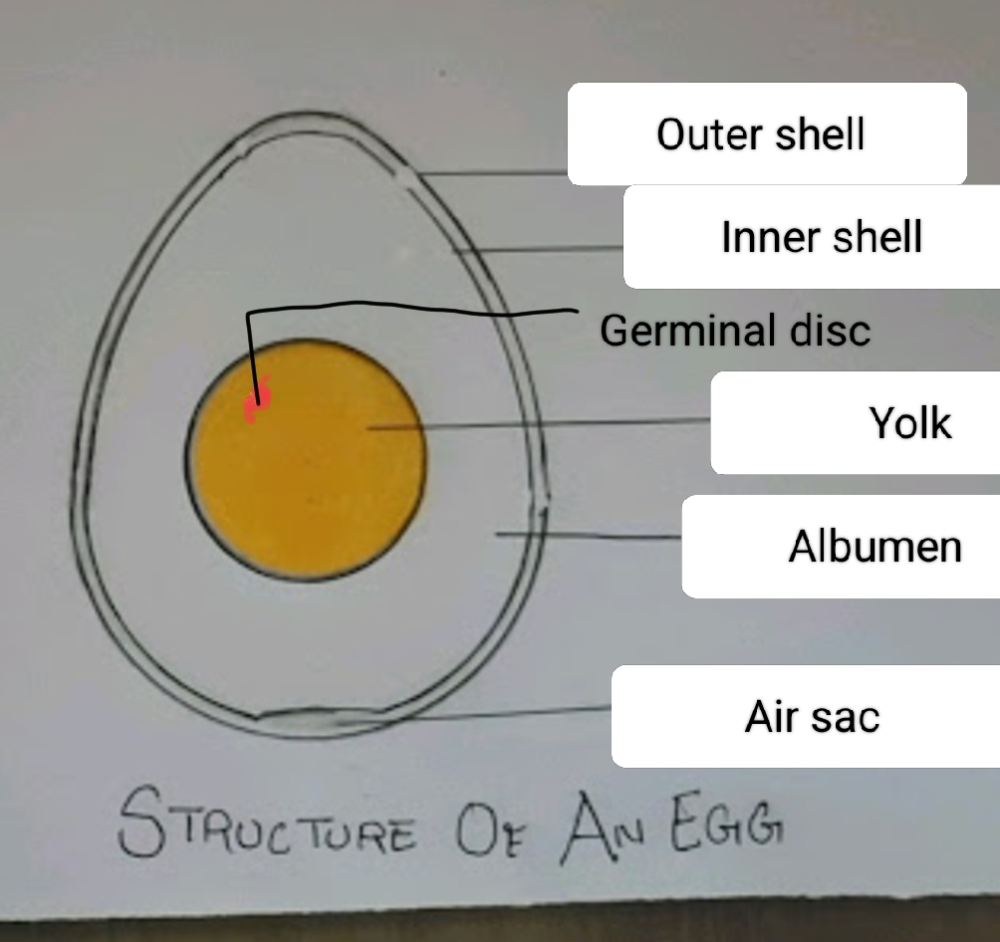 Outer shell
Inner shell
Germinal disc
Yolk
Albumen
Air sac
STRUCTURE OF AN EGG